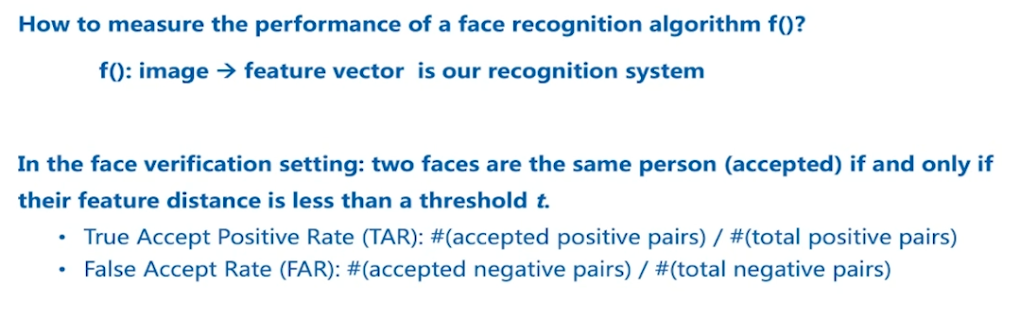 How to measure the performance of a face recognition algorithm f()?
f(): image → feature vector is our recognition system
In the face verification setting: two faces are the same person (accepted) if and only if
their feature distance is less than a threshold t.
• True Accept Positive Rate (TAR): #(accepted positive pairs) / #(total positive pairs)
• False Accept Rate (FAR): #(accepted negative pairs) / #(total negative pairs)